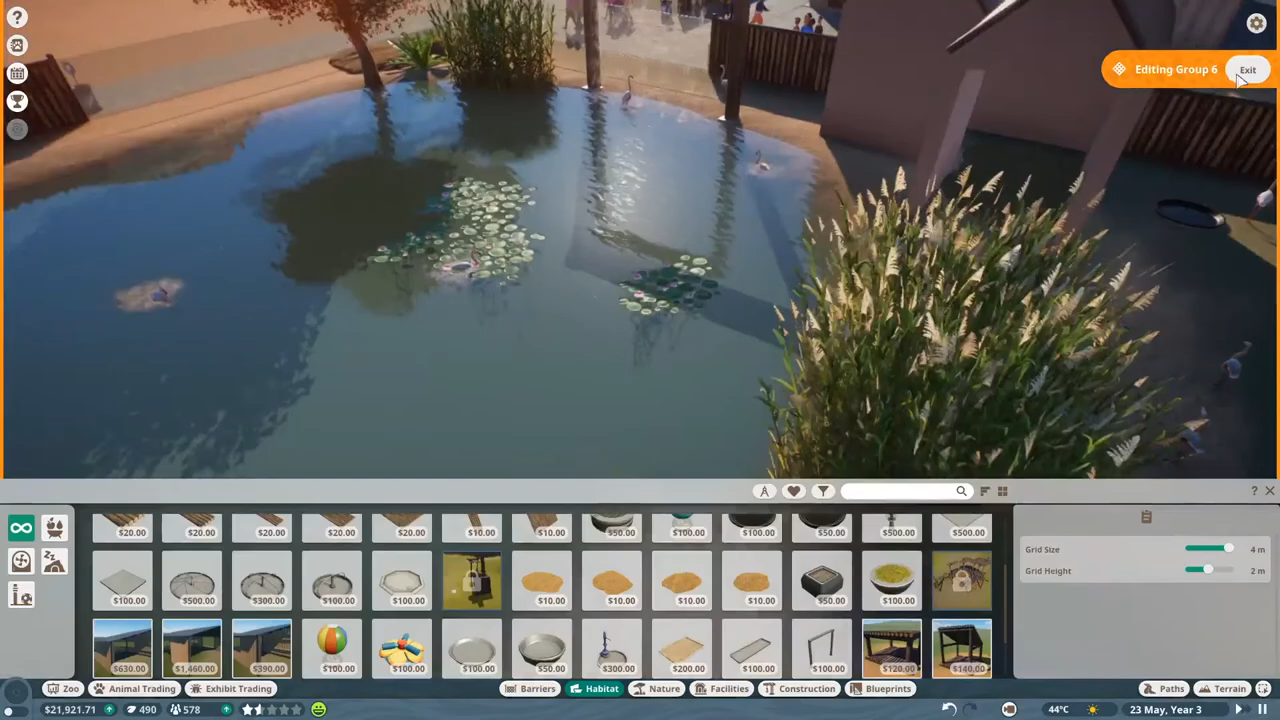 ?
Editing Group 6 Exit
? ×
$20.00 $20.00 $20.00 $20.00 $20.00 $10.00 $10.00 $50.00 $100.00 $100.00 $100.00 $500.00 $500.00
Grid Size 4 m
Grid Height 2 m
$100.00 $500.00 $300.00 $100.00 $100.00 $10.00 $10.00 $10.00 $10.00 $50.00 $100.00
$630.00 $1,460.00 $390.00 $100.00 $100.00 $100.00 $50.00 $300.00 $200.00 $100.00 $100.00 $120.00 $140.00
Zoo Animal Trading Exhibit Trading Barriers Habitat Nature Facilities Construction Blueprints Paths Terrain
$21,921.71 490 578 44°C 23 May, Year 3